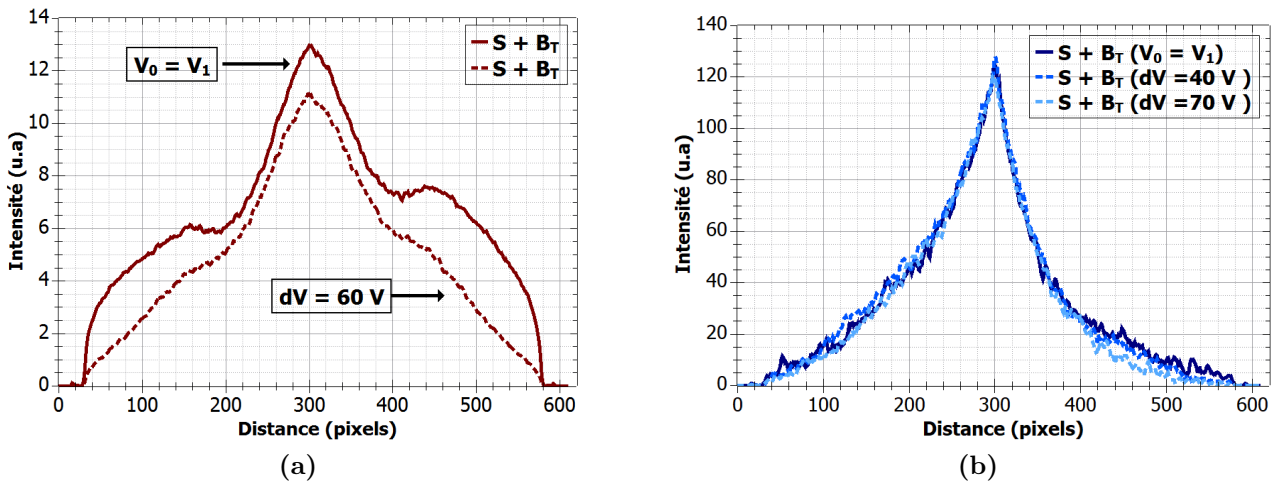 14
12
10
8
6
4
2
0
Intensité (u.a)
S + B_T
S + B_T
V₀ = V₁
dV = 60 V
0 100 200 300 400 500 600
Distance (pixels)
(a)
140
120
100
80
60
40
20
0
Intensité (u.a)
S + B_T (V₀ = V₁)
S + B_T (dV =40 V )
S + B_T (dV =70 V )
0 100 200 300 400 500 600
Distance (pixels)
(b)